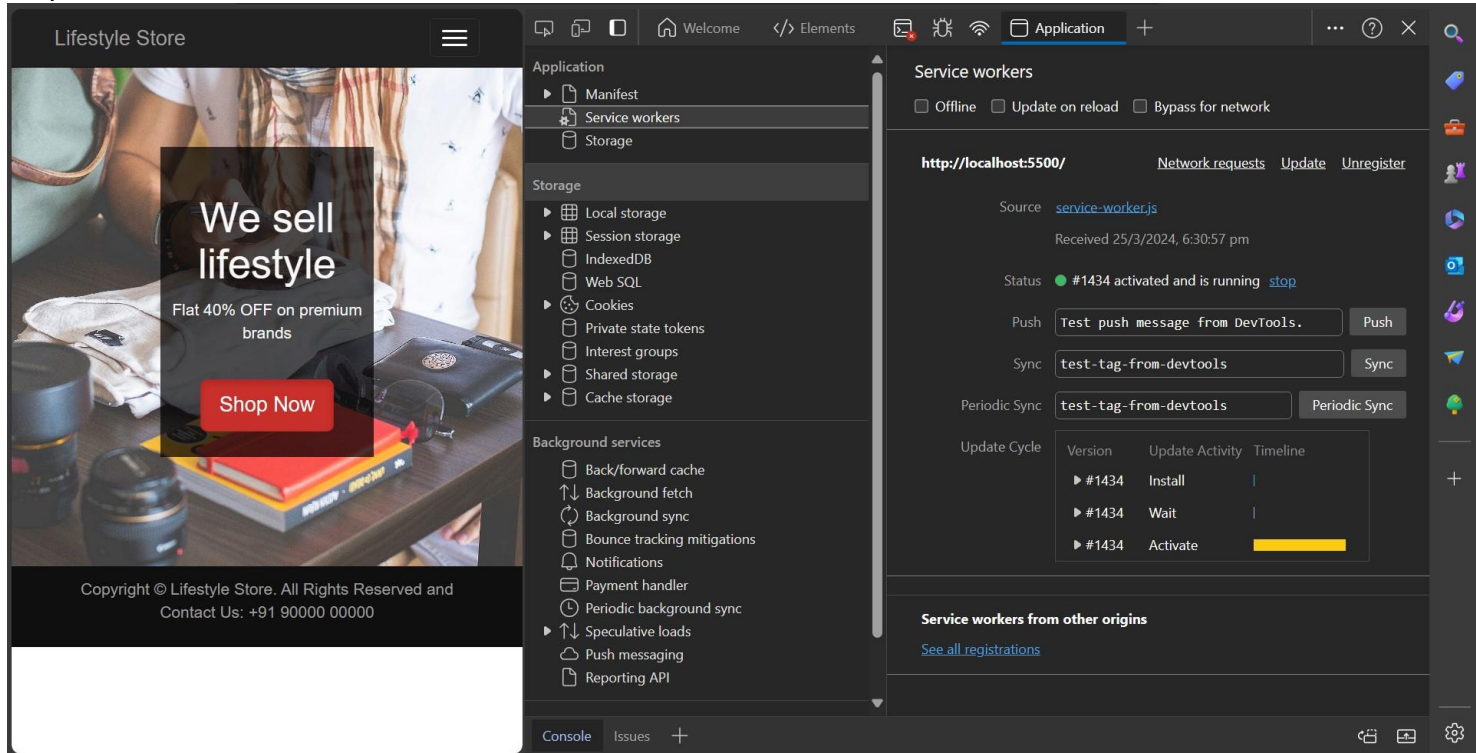 Lifestyle Store
We sell
lifestyle
Flat 40% OFF on premium
brands
Shop Now
Copyright © Lifestyle Store. All Rights Reserved and
Contact Us: +91 90000 00000
Welcome
</> Elements
Application
Application
Manifest
Service workers
Storage
Storage
Local storage
Session storage
IndexedDB
Web SQL
Cookies
Private state tokens
Interest groups
Shared storage
Cache storage
Background services
Back/forward cache
Background fetch
Background sync
Bounce tracking mitigations
Notifications
Payment handler
Periodic background sync
Speculative loads
Push messaging
Reporting API
Service workers
Offline Update on reload Bypass for network
http://localhost:5500/ Network requests Update Unregister
Source service-worker.js
Received 25/3/2024, 6:30:57 pm
Status #1434 activated and is running stop
Push Test push message from DevTools. Push
Sync test-tag-from-devtools Sync
Periodic Sync test-tag-from-devtools Periodic Sync
Update Cycle Version Update Activity Timeline
#1434 Install
#1434 Wait
#1434 Activate
Service workers from other origins
See all registrations
Console Issues